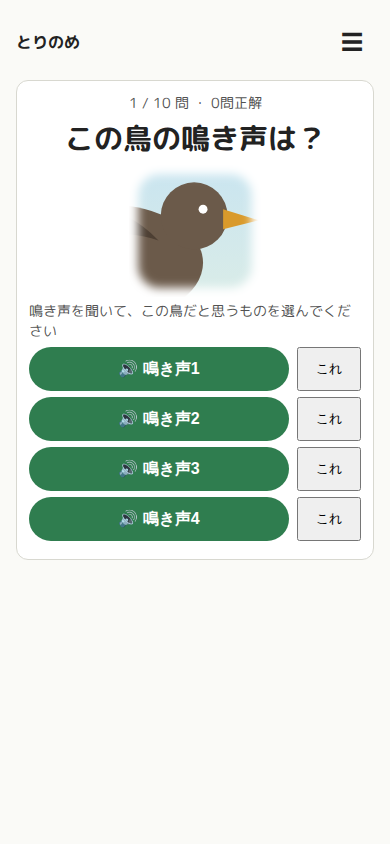 とりのめ
1 / 10 問 · 0問正解
この鳥の鳴き声は？
鳴き声を聞いて、この鳥だと思うものを選んでくだ
さい
🔊 鳴き声1
これ
🔊 鳴き声2
これ
🔊 鳴き声3
これ
🔊 鳴き声4
これ